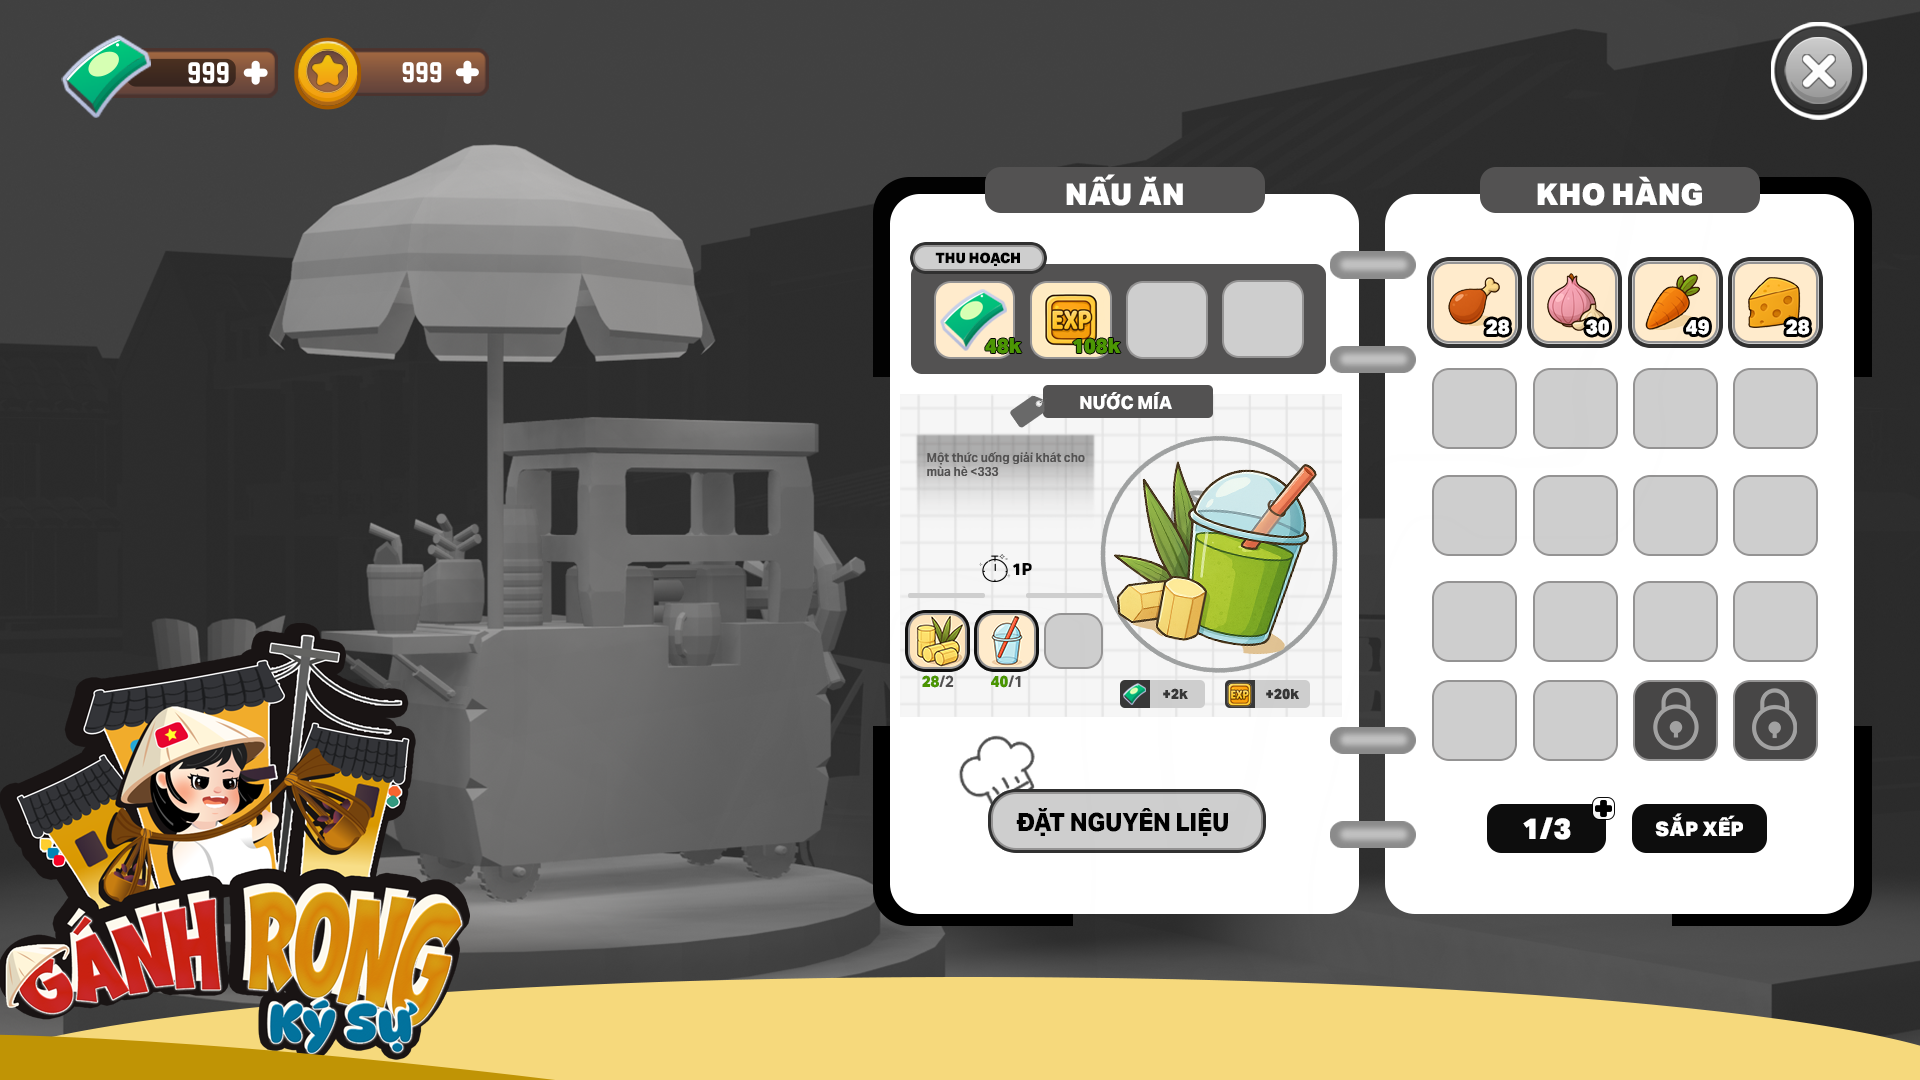 999
999
NẤU ĂN
KHO HÀNG
THU HOẠCH
EXP
48k
108k
28
30
49
28
NƯỚC MÍA
Một thức uống giải khát cho
mùa hè <333
1P
28/2
40/1
+2k
EXP
+20k
ĐẶT NGUYÊN LIỆU
1/3
SẮP XẾP
GÁNH RONG
Ký Sự